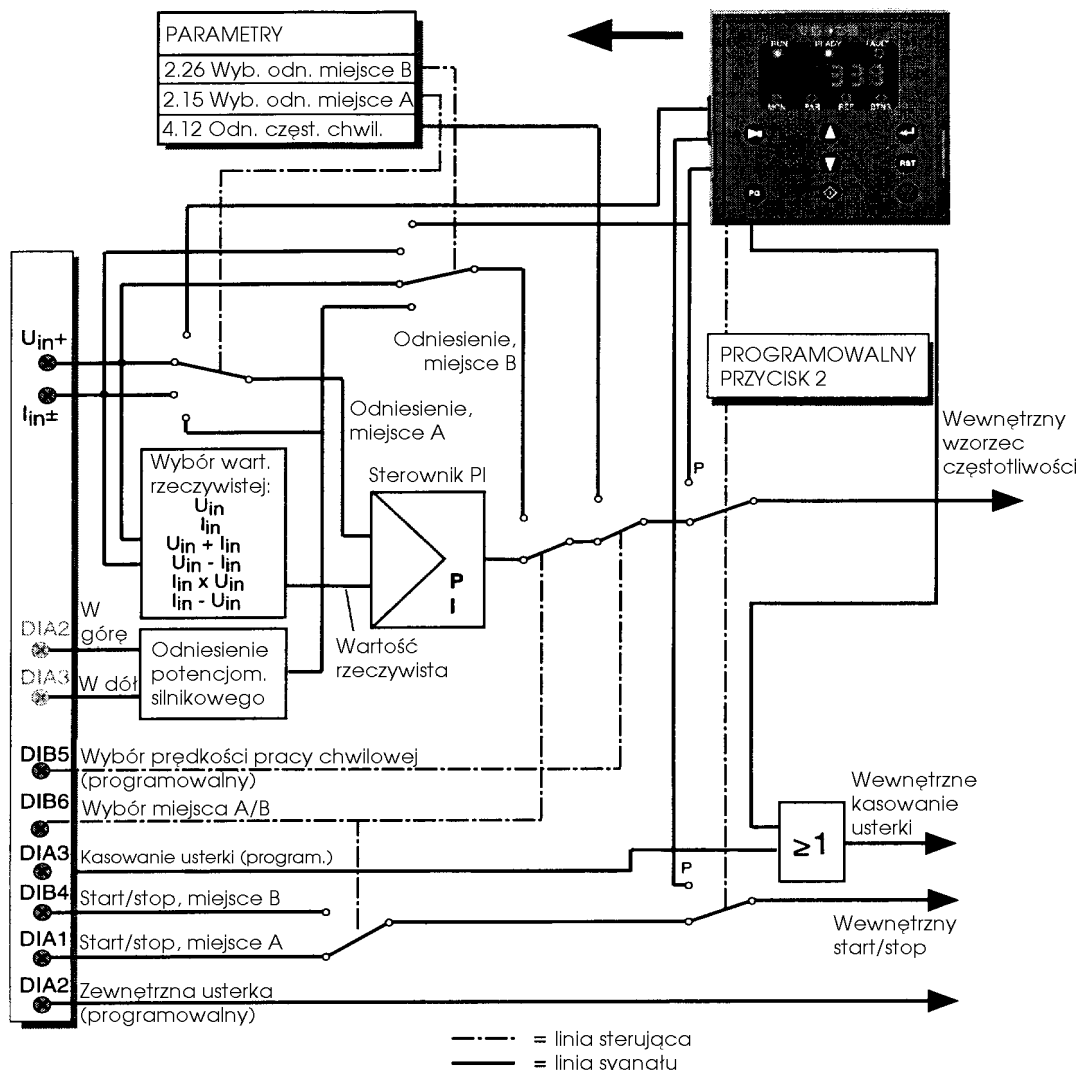 PARAMETRY
2.26 Wyb. odn. miejsce B
2.15 Wyb. odn. miejsce A
4.12 Odn. częst. chwil.
RUN READY FAULT
MON PAR REF BTNS
RST
PG
Uin+
Iin±
Odniesienie,
miejsce B
PROGRAMOWALNY
PRZYCISK 2
Odniesienie,
miejsce A
Wewnętrzny
wzorzec
częstotliwości
Wybór wart.
rzeczywistej:
Uin
Iin
Uin + Iin
Uin - Iin
Iin x Uin
Iin - Uin
Sterownik PI
P
I
P
DIA2
W
górę
DIA3
W dół
Odniesienie
potencjom.
silnikowego
Wartość
rzeczywista
DIB5
Wybór prędkości pracy chwilowej
(programowalny)
DIB6
Wybór miejsca A/B
DIA3
Kasowanie usterki (program.)
≥1
Wewnętrzne
kasowanie
usterki
P
DIB4
Start/stop, miejsce B
DIA1
Start/stop, miejsce A
Wewnętrzny
start/stop
DIA2
Zewnętrzna usterka
(programowalny)
= linia sterująca
= linia syanału